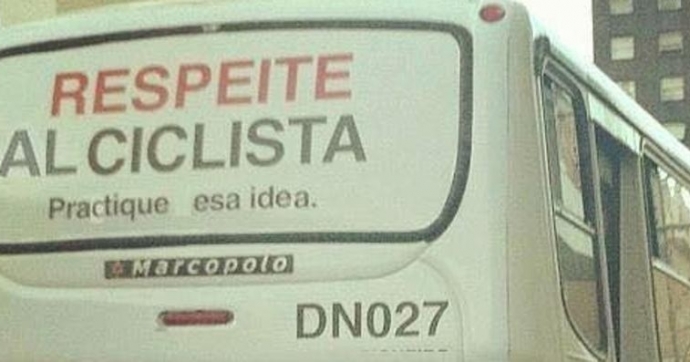 RESPEITE
AL CICLISTA
Practique esa idea.
Marcopolo
DN027